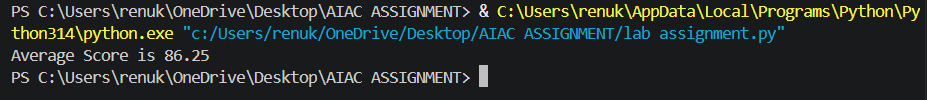 PS C:\Users\renuk\OneDrive\Desktop\AIAC ASSIGNMENT> & C:\Users\renuk\AppData\Local\Programs\Python\Py
thon314\python.exe "c:/Users/renuk/OneDrive/Desktop/AIAC ASSIGNMENT/lab assignment.py"
Average Score is 86.25
PS C:\Users\renuk\OneDrive\Desktop\AIAC ASSIGNMENT>